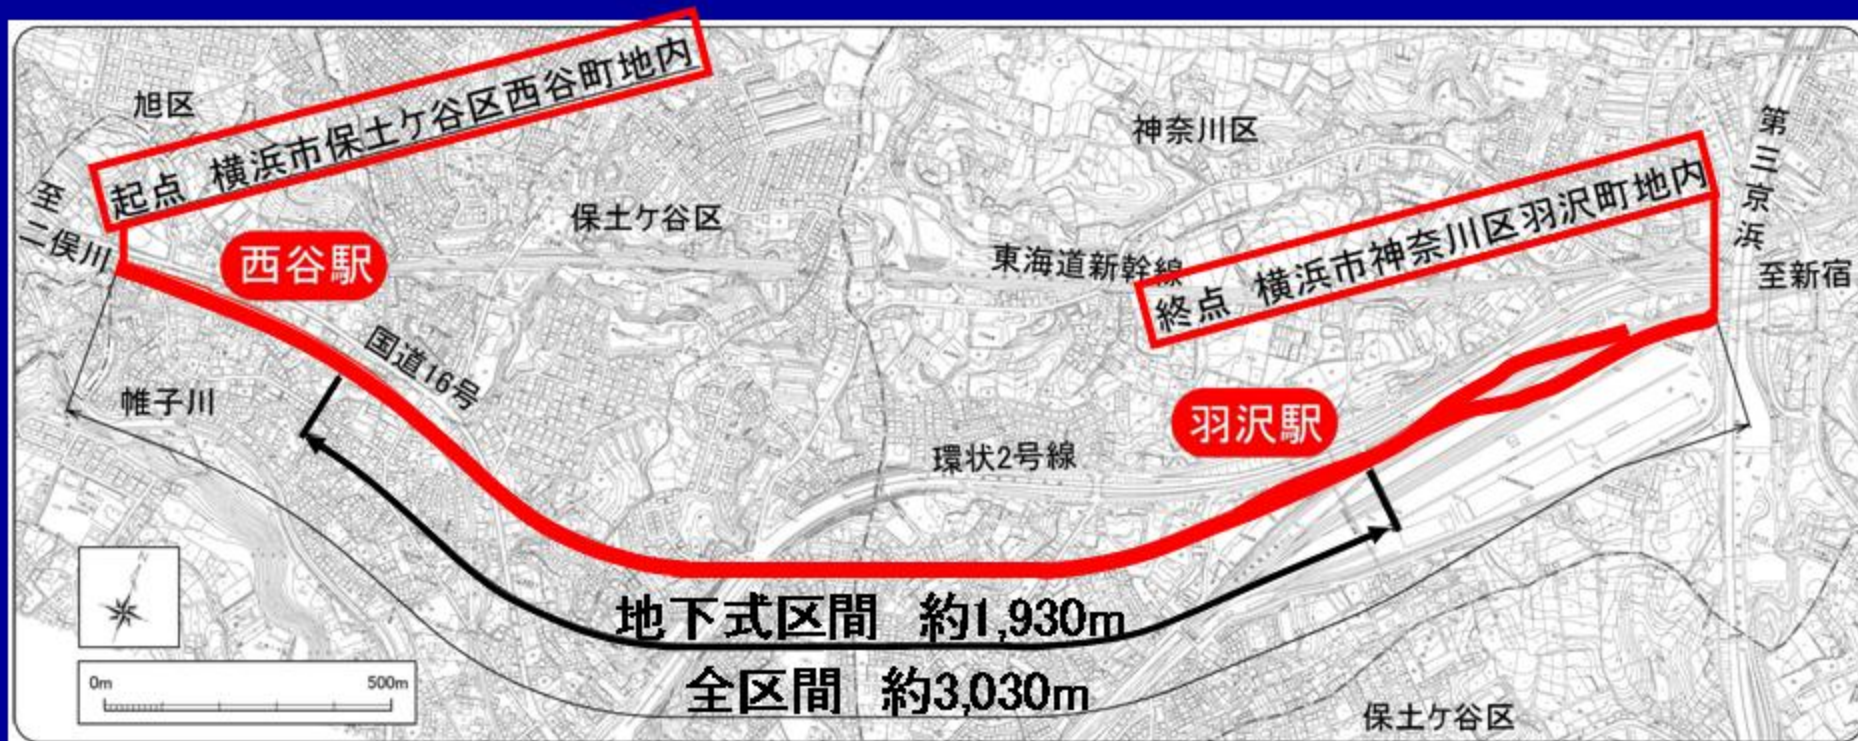 旭区
起点 横浜市保土ケ谷区西谷町地内
至
二俣川
西谷駅
保土ケ谷区
神奈川区
第三京浜
東海道新幹線
終点 横浜市神奈川区羽沢町地内
至新宿
国道16号
帷子川
羽沢駅
環状2号線
地下式区間 約1,930m
全区間 約3,030m
N
0m 500m
保土ケ谷区